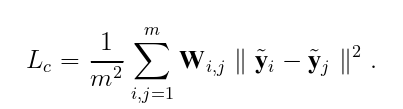 L_c = \frac{1}{m^2} \sum_{i,j=1}^{m} \mathbf{W}_{i,j} \parallel \tilde{\mathbf{y}}_i - \tilde{\mathbf{y}}_j \parallel^2 .